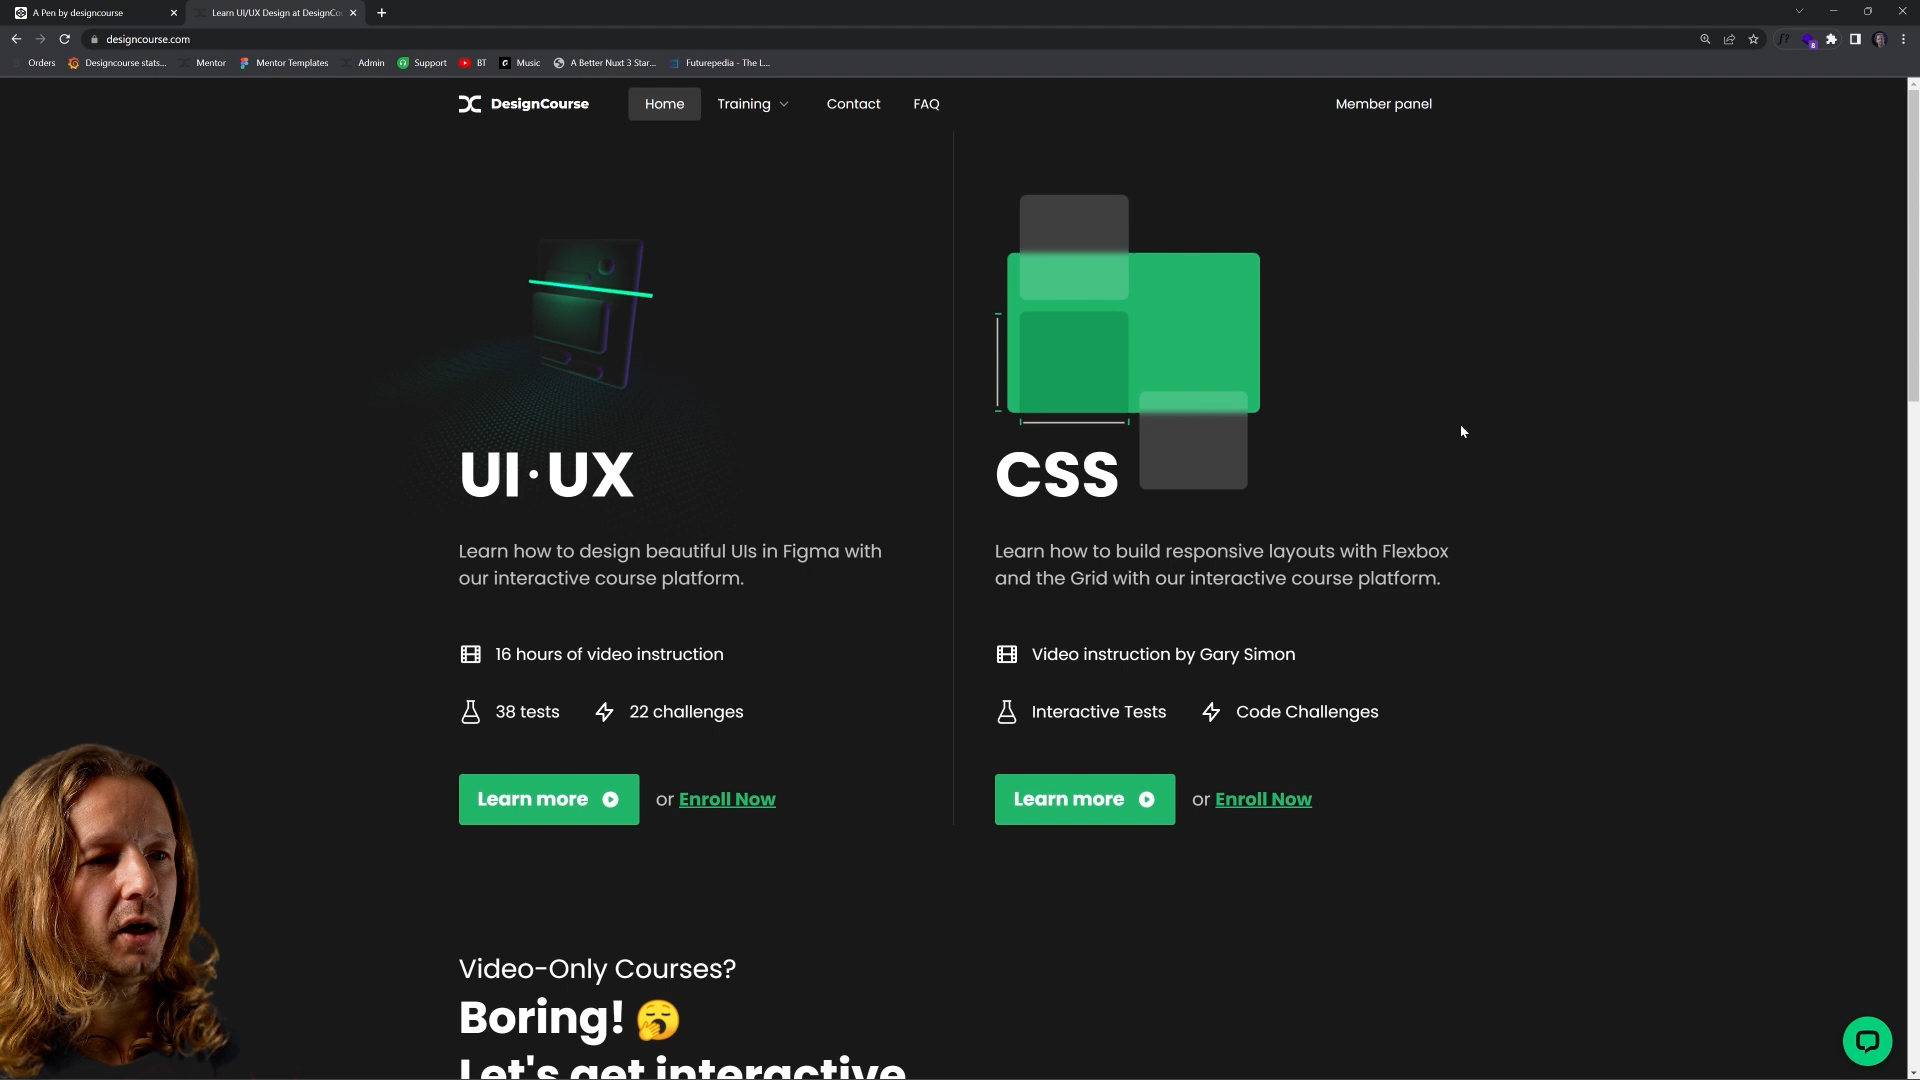 A Pen by designcourse
Learn UI/UX Design at DesignCo
designcourse.com
Orders
Designcourse stats...
Mentor
Mentor Templates
Admin
Support
BT
Music
A Better Nuxt 3 Star...
Futurepedia - The L...
8
DesignCourse
Home
Training
Contact
FAQ
Member panel
UI·UX
Learn how to design beautiful UIs in Figma with
our interactive course platform.
16 hours of video instruction
38 tests
22 challenges
Learn more
or Enroll Now
CSS
Learn how to build responsive layouts with Flexbox
and the Grid with our interactive course platform.
Video instruction by Gary Simon
Interactive Tests
Code Challenges
Learn more
or Enroll Now
Video-Only Courses?
Boring! 🥱
Let's get interactive